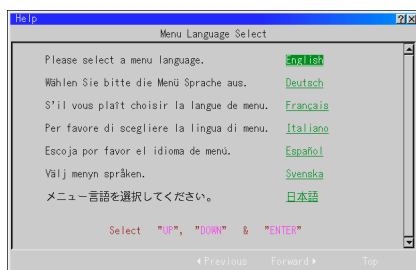 Help
Menu Language Select
Please select a menu language. English
Wählen Sie bitte die Menü Sprache aus. Deutsch
S'il vous plaît choisir la langue de menu. Français
Per favore di scegliere la lingua di menu. Italiano
Escoja por favor el idioma de menú. Español
Välj menyn språken. Svenska
メニュー言語を選択してください。 日本語
Select "UP", "DOWN" & "ENTER"
Previous Forward Top